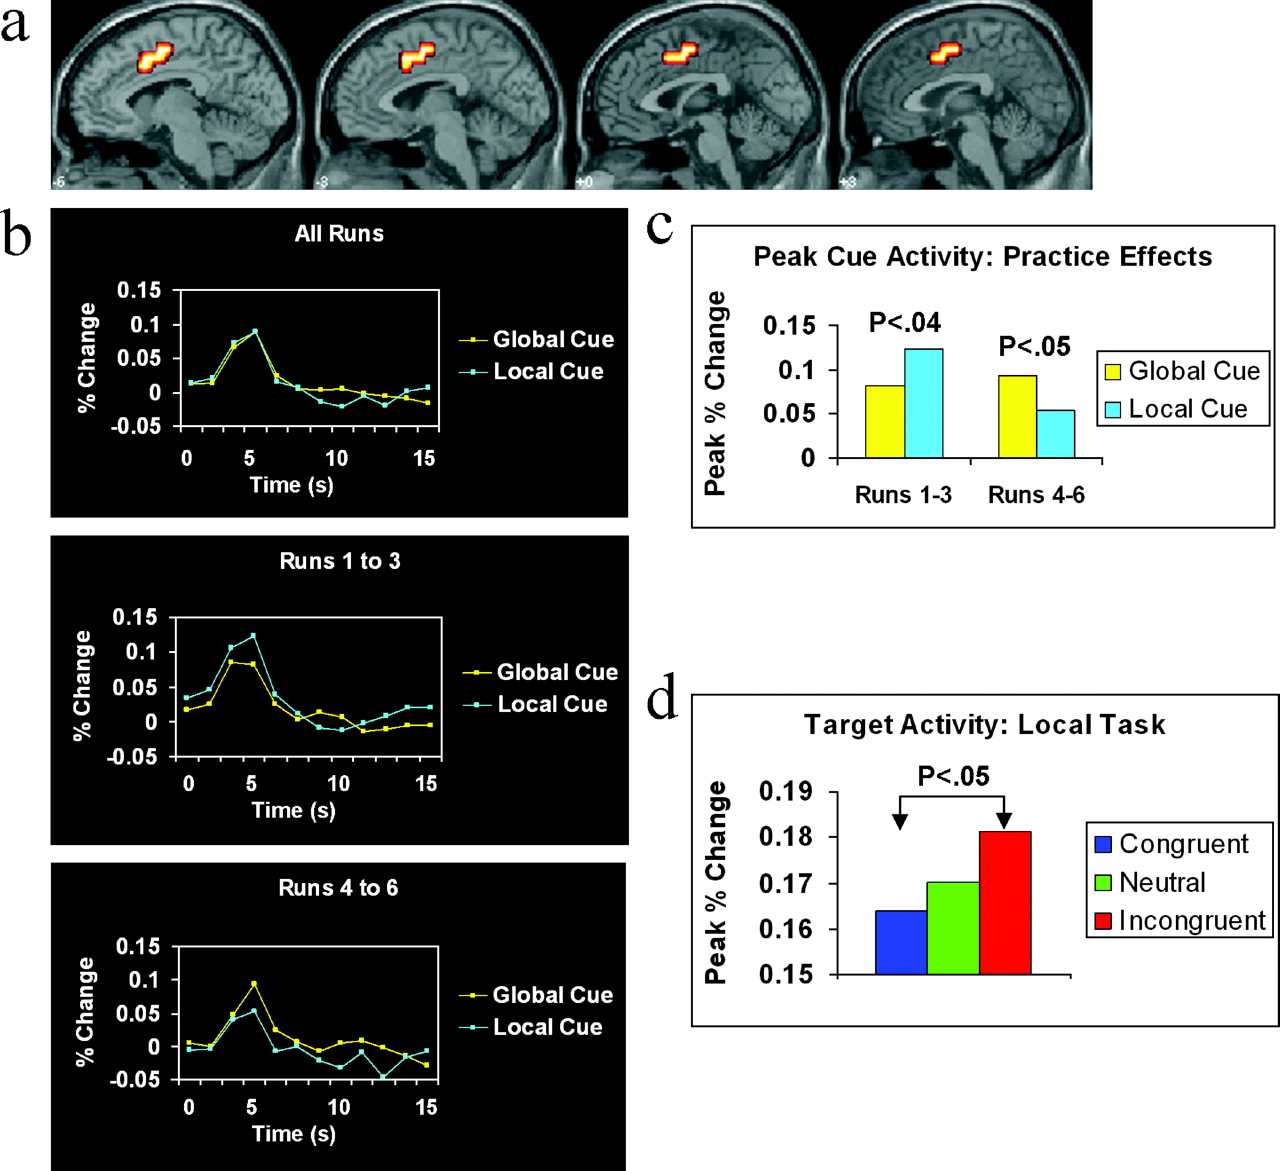 a
-6
-3
+0
+3
b
All Runs
0.15
0.1
0.05
0
-0.05
% Change
0 5 10 15
Time (s)
Global Cue
Local Cue
Runs 1 to 3
0.15
0.1
0.05
0
-0.05
% Change
0 5 10 15
Time (s)
Global Cue
Local Cue
Runs 4 to 6
0.15
0.1
0.05
0
-0.05
% Change
0 5 10 15
Time (s)
Global Cue
Local Cue
c
Peak Cue Activity: Practice Effects
Peak % Change
0.15
0.1
0.05
0
P<.04
P<.05
Runs 1-3 Runs 4-6
Global Cue
Local Cue
d
Target Activity: Local Task
Peak % Change
0.19
0.18
0.17
0.16
0.15
P<.05
Congruent
Neutral
Incongruent